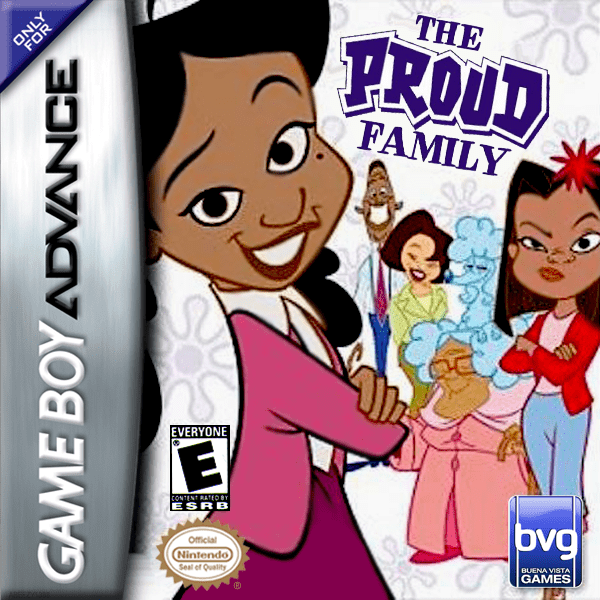 ONLY
FOR
GAME BOY ADVANCE
THE
PROUD
FAMILY
EVERYONE
E
CONTENT RATED BY
ESRB
Official
Nintendo
Seal of Quality
®
bvg
BUENA VISTA
GAMES